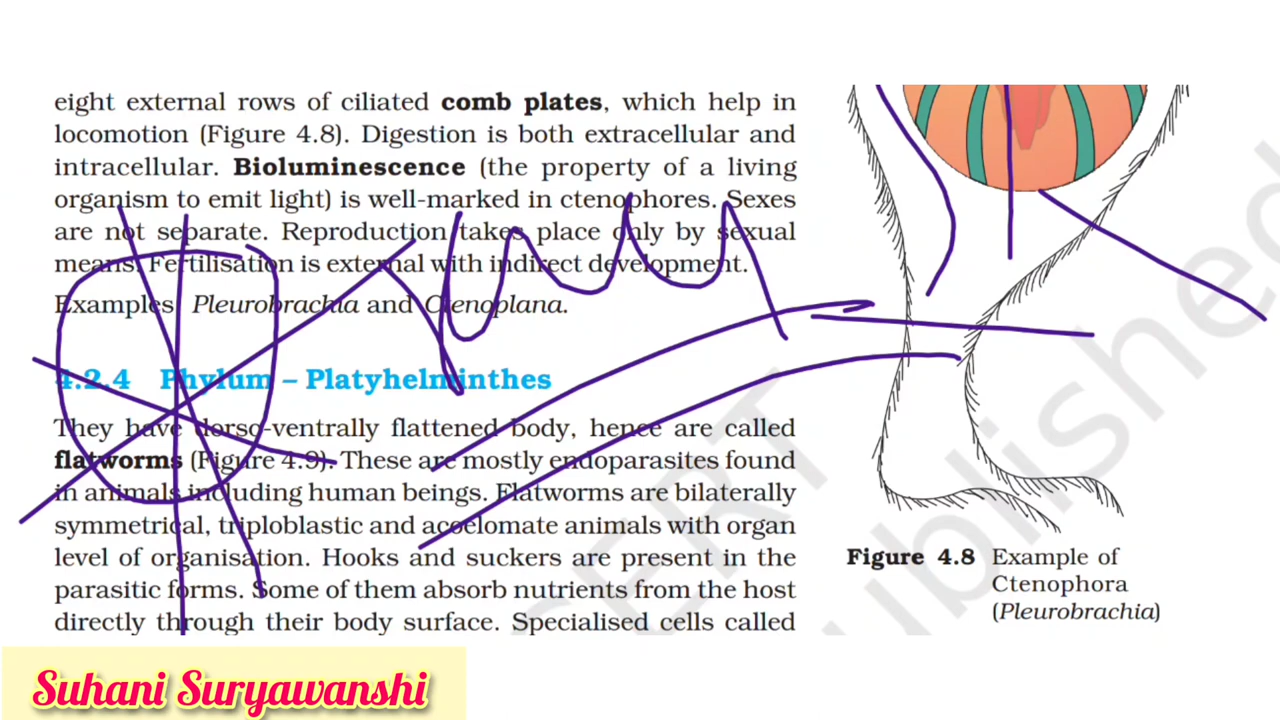 eight external rows of ciliated comb plates, which help in
locomotion (Figure 4.8). Digestion is both extracellular and
intracellular. Bioluminescence (the property of a living
organism to emit light) is well-marked in ctenophores. Sexes
are not separate. Reproduction takes place only by sexual
means. Fertilisation is external with indirect development.
Examples: Pleurobrachia and Ctenoplana.
4.2.4 Phylum – Platyhelminthes
They have dorso-ventrally flattened body, hence are called
flatworms (Figure 4.9). These are mostly endoparasites found
in animals including human beings. Flatworms are bilaterally
symmetrical, triploblastic and acoelomate animals with organ
level of organisation. Hooks and suckers are present in the
parasitic forms. Some of them absorb nutrients from the host
directly through their body surface. Specialised cells called
Figure 4.8 Example of
Ctenophora
(Pleurobrachia)
ublished
Suhani Suryawanshi